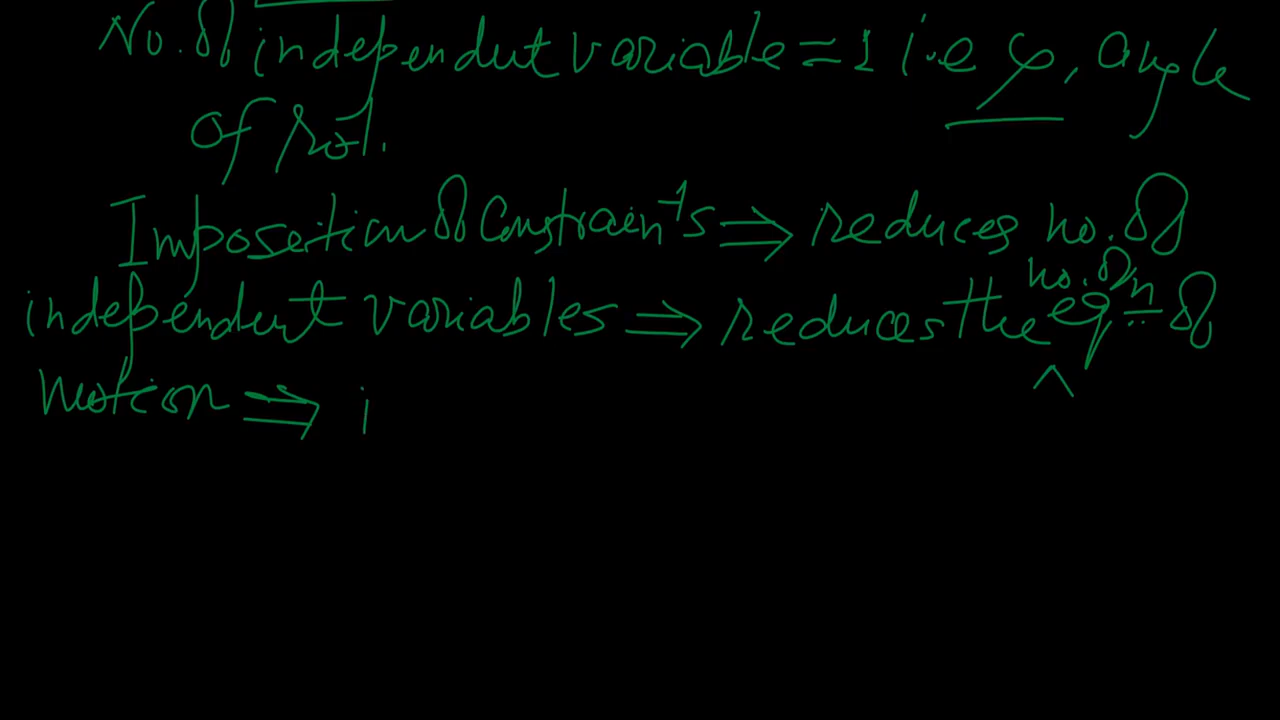 No. of independent variable = 1 i.e φ, angle
of rot.
Imposition of Constraints ⇒ reduces no. of
independent variables ⇒ reduces the no. of eqn of
motion ⇒ i